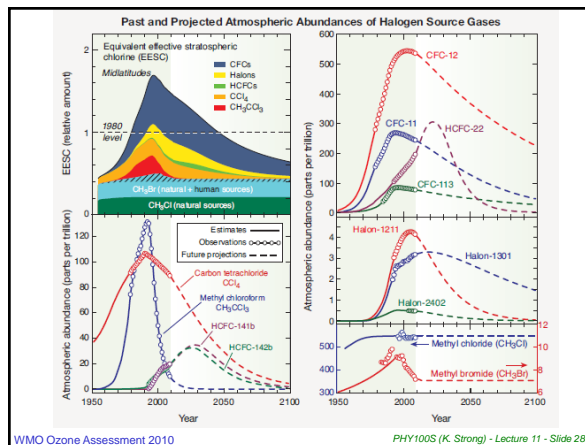 Past and Projected Atmospheric Abundances of Halogen Source Gases
Equivalent effective stratospheric
chlorine (EESC)
Midlatitudes
CFCs
Halons
HCFCs
CCl4
CH3CCl3
1980
level
CH3Br (natural + human sources)
CH3Cl (natural sources)
EESC (relative amount)
2
1
0
Estimates
Observations
Future projections
Carbon tetrachloride
CCl4
Methyl chloroform
CH3CCl3
HCFC-141b
HCFC-142b
Atmospheric abundance (parts per trillion)
120
100
80
60
40
20
0
1950
2000
2050
2100
Year
600
500
400
300
200
100
0
CFC-12
CFC-11
HCFC-22
CFC-113
Atmospheric abundance (parts per trillion)
4
3
2
1
0
Halon-1211
Halon-1301
Halon-2402
500
400
300
12
10
8
6
Methyl chloride (CH3Cl)
Methyl bromide (CH3Br)
1950
2000
2050
2100
Year
WMO Ozone Assessment 2010
PHY100S (K. Strong) - Lecture 11 - Slide 28